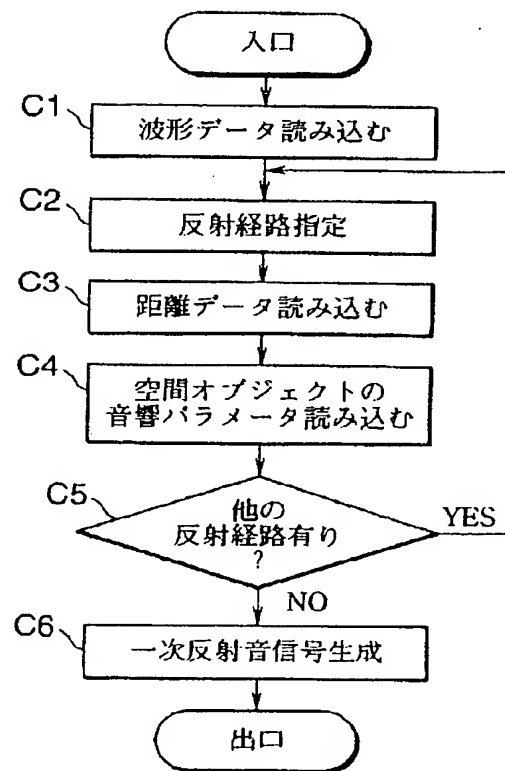 入口
C1
波形データ読み込む
C2
反射経路指定
C3
距離データ読み込む
C4
空間オブジェクトの
音響パラメータ読み込む
C5
他の
反射経路有り
?
YES
NO
C6
一次反射音信号生成
出口